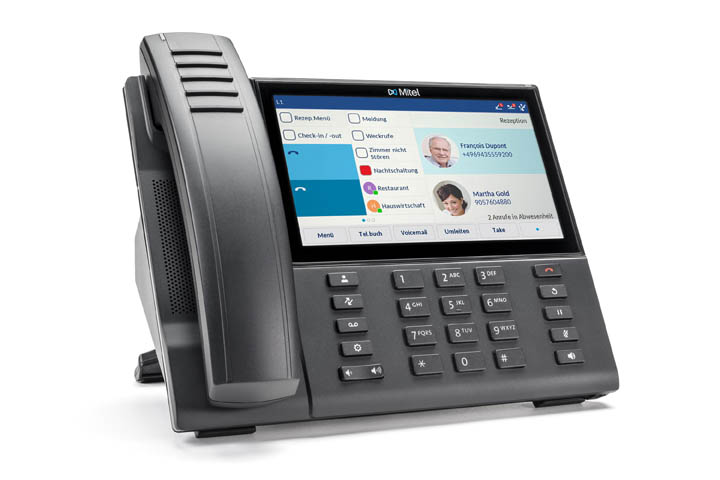 Mitel
L1
Rezep.Menü
Meldung
Rezeption
Check-in / -out
Weckrufe
Zimmer nicht
Stören
Nachtschaltung
R Restaurant
H Hauswirtschaft
François Dupont
+4969435559200
Martha Gold
9057604880
2 Anrufe in Abwesenheit
Menü Tel.buch Voicemail Umleiten Take
1 2 ABC 3 DEF
4 GHI 5 JKL 6 MNO
7 PQRS 8 TUV 9 WXYZ
* 0 #